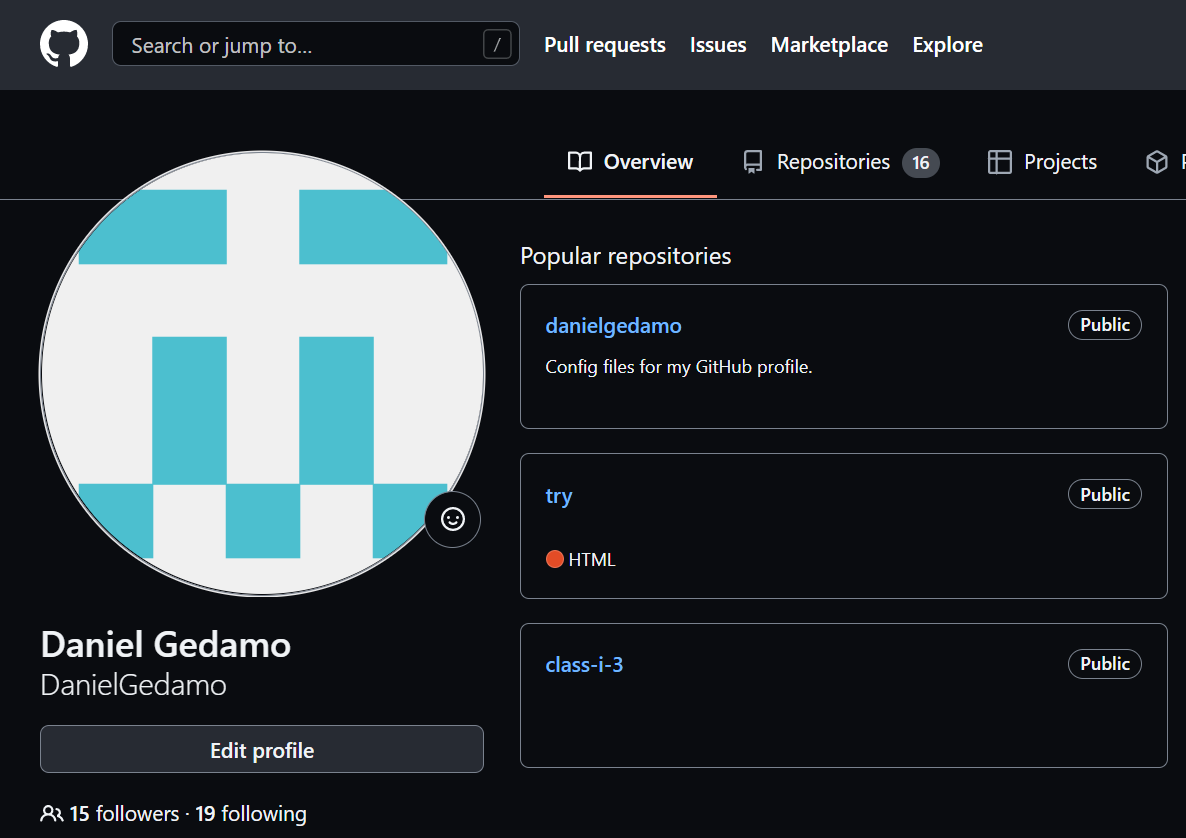 Search or jump to...
/
Pull requests
Issues
Marketplace
Explore
Overview
Repositories
16
Projects
Popular repositories
danielgedamo
Public
Config files for my GitHub profile.
try
Public
HTML
class-i-3
Public
Daniel Gedamo
DanielGedamo
Edit profile
15 followers · 19 following